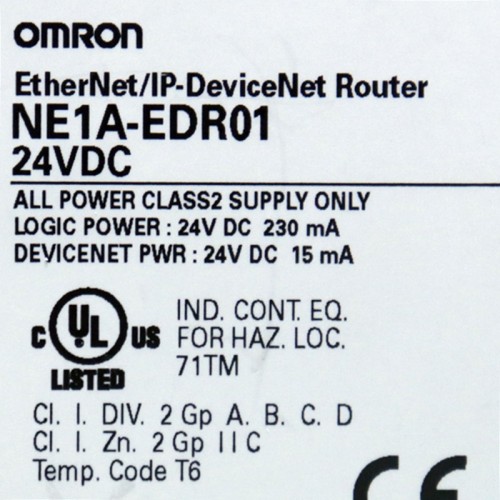 OMRON
EtherNet/IP-DeviceNet Router
NE1A-EDR01
24VDC
ALL POWER CLASS2 SUPPLY ONLY
LOGIC POWER : 24V DC 230 mA
DEVICENET PWR : 24V DC 15 mA
C UL US
LISTED
IND. CONT. EQ.
FOR HAZ. LOC.
71TM
Cl. I. DIV. 2 Gp A. B. C. D
Cl. I. Zn. 2 Gp IIC
Temp. Code T6
CE